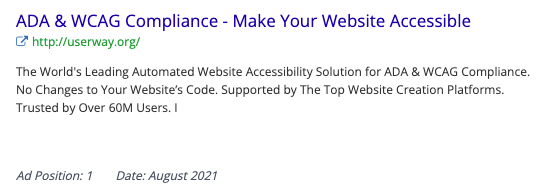 ADA & WCAG Compliance - Make Your Website Accessible
http://userway.org/
The World's Leading Automated Website Accessibility Solution for ADA & WCAG Compliance.
No Changes to Your Website’s Code. Supported by The Top Website Creation Platforms.
Trusted by Over 60M Users. I
Ad Position: 1 Date: August 2021